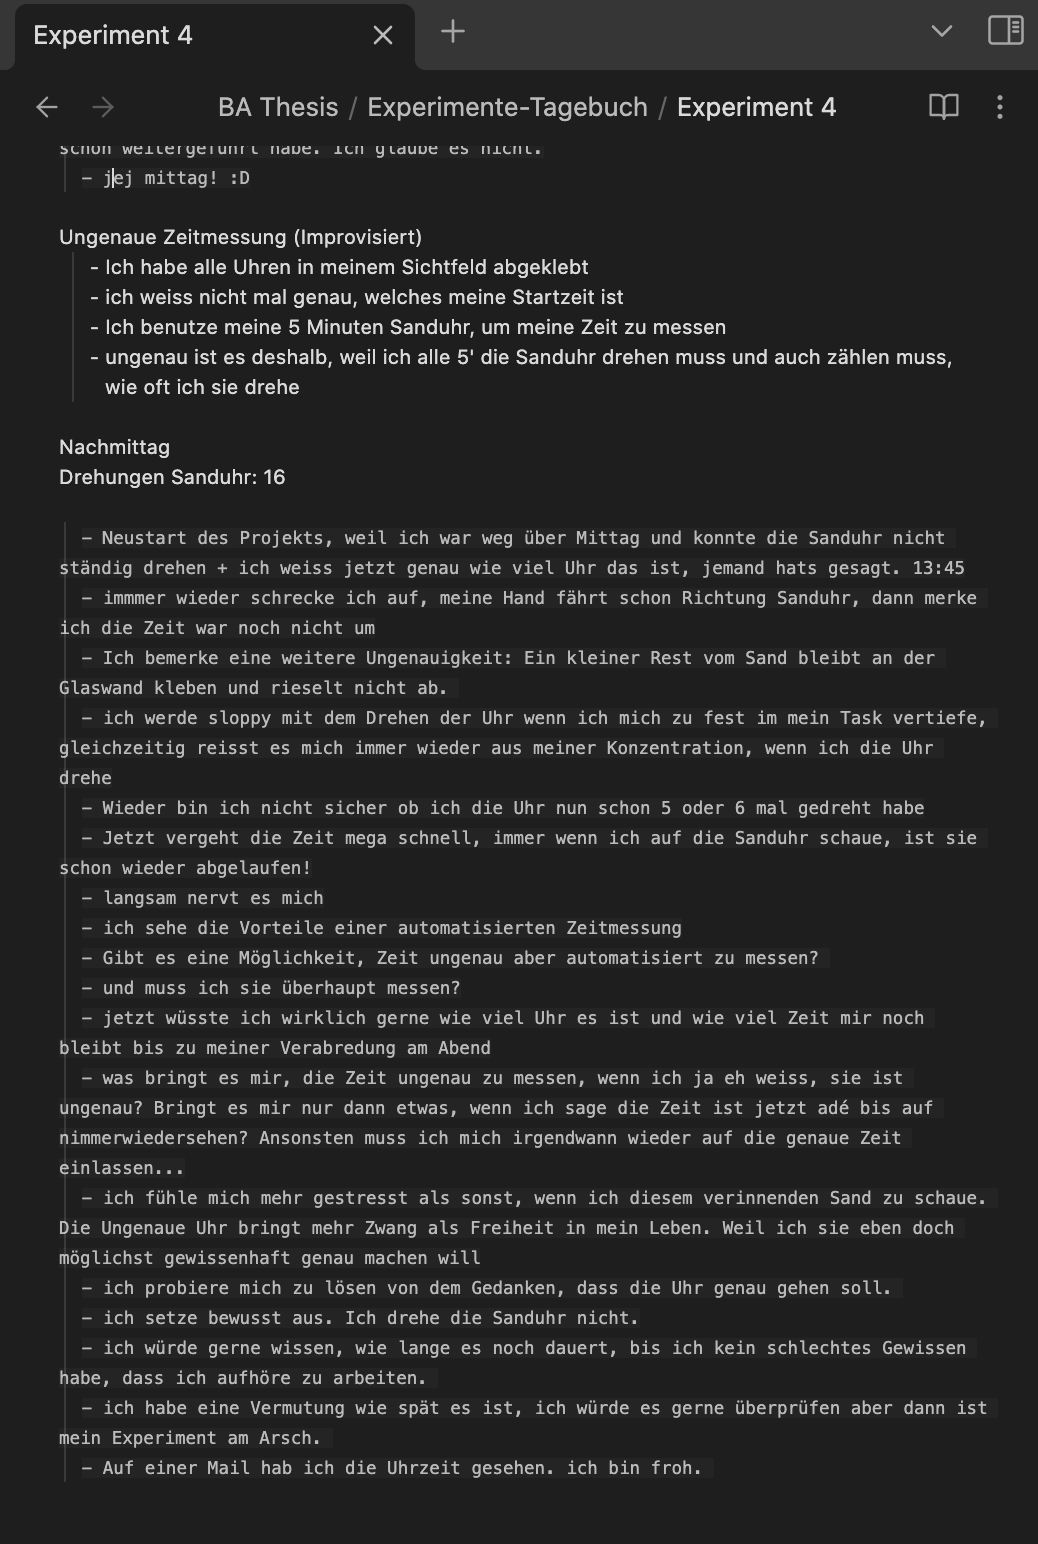 Experiment 4
BA Thesis / Experimente-Tagebuch / Experiment 4
schon weitergeführt habe. Ich glaube es nicht.
– jej mittag! :D
Ungenaue Zeitmessung (Improvisiert)
- Ich habe alle Uhren in meinem Sichtfeld abgeklebt
- ich weiss nicht mal genau, welches meine Startzeit ist
- Ich benutze meine 5 Minuten Sanduhr, um meine Zeit zu messen
- ungenau ist es deshalb, weil ich alle 5' die Sanduhr drehen muss und auch zählen muss,
wie oft ich sie drehe
Nachmittag
Drehungen Sanduhr: 16
– Neustart des Projekts, weil ich war weg über Mittag und konnte die Sanduhr nicht
ständig drehen + ich weiss jetzt genau wie viel Uhr das ist, jemand hats gesagt. 13:45
– immmer wieder schrecke ich auf, meine Hand fährt schon Richtung Sanduhr, dann merke
ich die Zeit war noch nicht um
– Ich bemerke eine weitere Ungenauigkeit: Ein kleiner Rest vom Sand bleibt an der
Glaswand kleben und rieselt nicht ab.
– ich werde sloppy mit dem Drehen der Uhr wenn ich mich zu fest im mein Task vertiefe,
gleichzeitig reisst es mich immer wieder aus meiner Konzentration, wenn ich die Uhr
drehe
– Wieder bin ich nicht sicher ob ich die Uhr nun schon 5 oder 6 mal gedreht habe
– Jetzt vergeht die Zeit mega schnell, immer wenn ich auf die Sanduhr schaue, ist sie
schon wieder abgelaufen!
– langsam nervt es mich
– ich sehe die Vorteile einer automatisierten Zeitmessung
– Gibt es eine Möglichkeit, Zeit ungenau aber automatisiert zu messen?
– und muss ich sie überhaupt messen?
– jetzt wüsste ich wirklich gerne wie viel Uhr es ist und wie viel Zeit mir noch
bleibt bis zu meiner Verabredung am Abend
– was bringt es mir, die Zeit ungenau zu messen, wenn ich ja eh weiss, sie ist
ungenau? Bringt es mir nur dann etwas, wenn ich sage die Zeit ist jetzt adé bis auf
nimmerwiedersehen? Ansonsten muss ich mich irgendwann wieder auf die genaue Zeit
einlassen...
– ich fühle mich mehr gestresst als sonst, wenn ich diesem verinnenden Sand zu schaue.
Die Ungenaue Uhr bringt mehr Zwang als Freiheit in mein Leben. Weil ich sie eben doch
möglichst gewissenhaft genau machen will
– ich probiere mich zu lösen von dem Gedanken, dass die Uhr genau gehen soll.
– ich setze bewusst aus. Ich drehe die Sanduhr nicht.
– ich würde gerne wissen, wie lange es noch dauert, bis ich kein schlechtes Gewissen
habe, dass ich aufhöre zu arbeiten.
– ich habe eine Vermutung wie spät es ist, ich würde es gerne überprüfen aber dann ist
mein Experiment am Arsch.
– Auf einer Mail hab ich die Uhrzeit gesehen. ich bin froh.